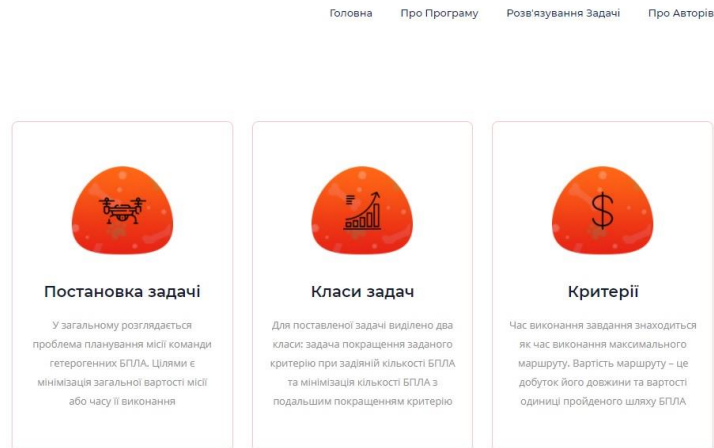 Головна Про Програму Розв'язування Задачі Про Авторів
Постановка задачі
У загальному розглядається
проблема планування місії команди
гетерогенних БПЛА. Цілями є
мінімізація загальної вартості місії
або часу її виконання
Класи задач
Для поставленої задачі виділено два
класи: задача покращення заданого
критерію при задіяній кількості БПЛА
та мінімізація кількості БПЛА з
подальшим покращенням критерію
Критерії
Час виконання завдання знаходиться
як час виконання максимального
маршруту. Вартість маршруту – це
добуток його довжини та вартості
одиниці пройденого шляху БПЛА